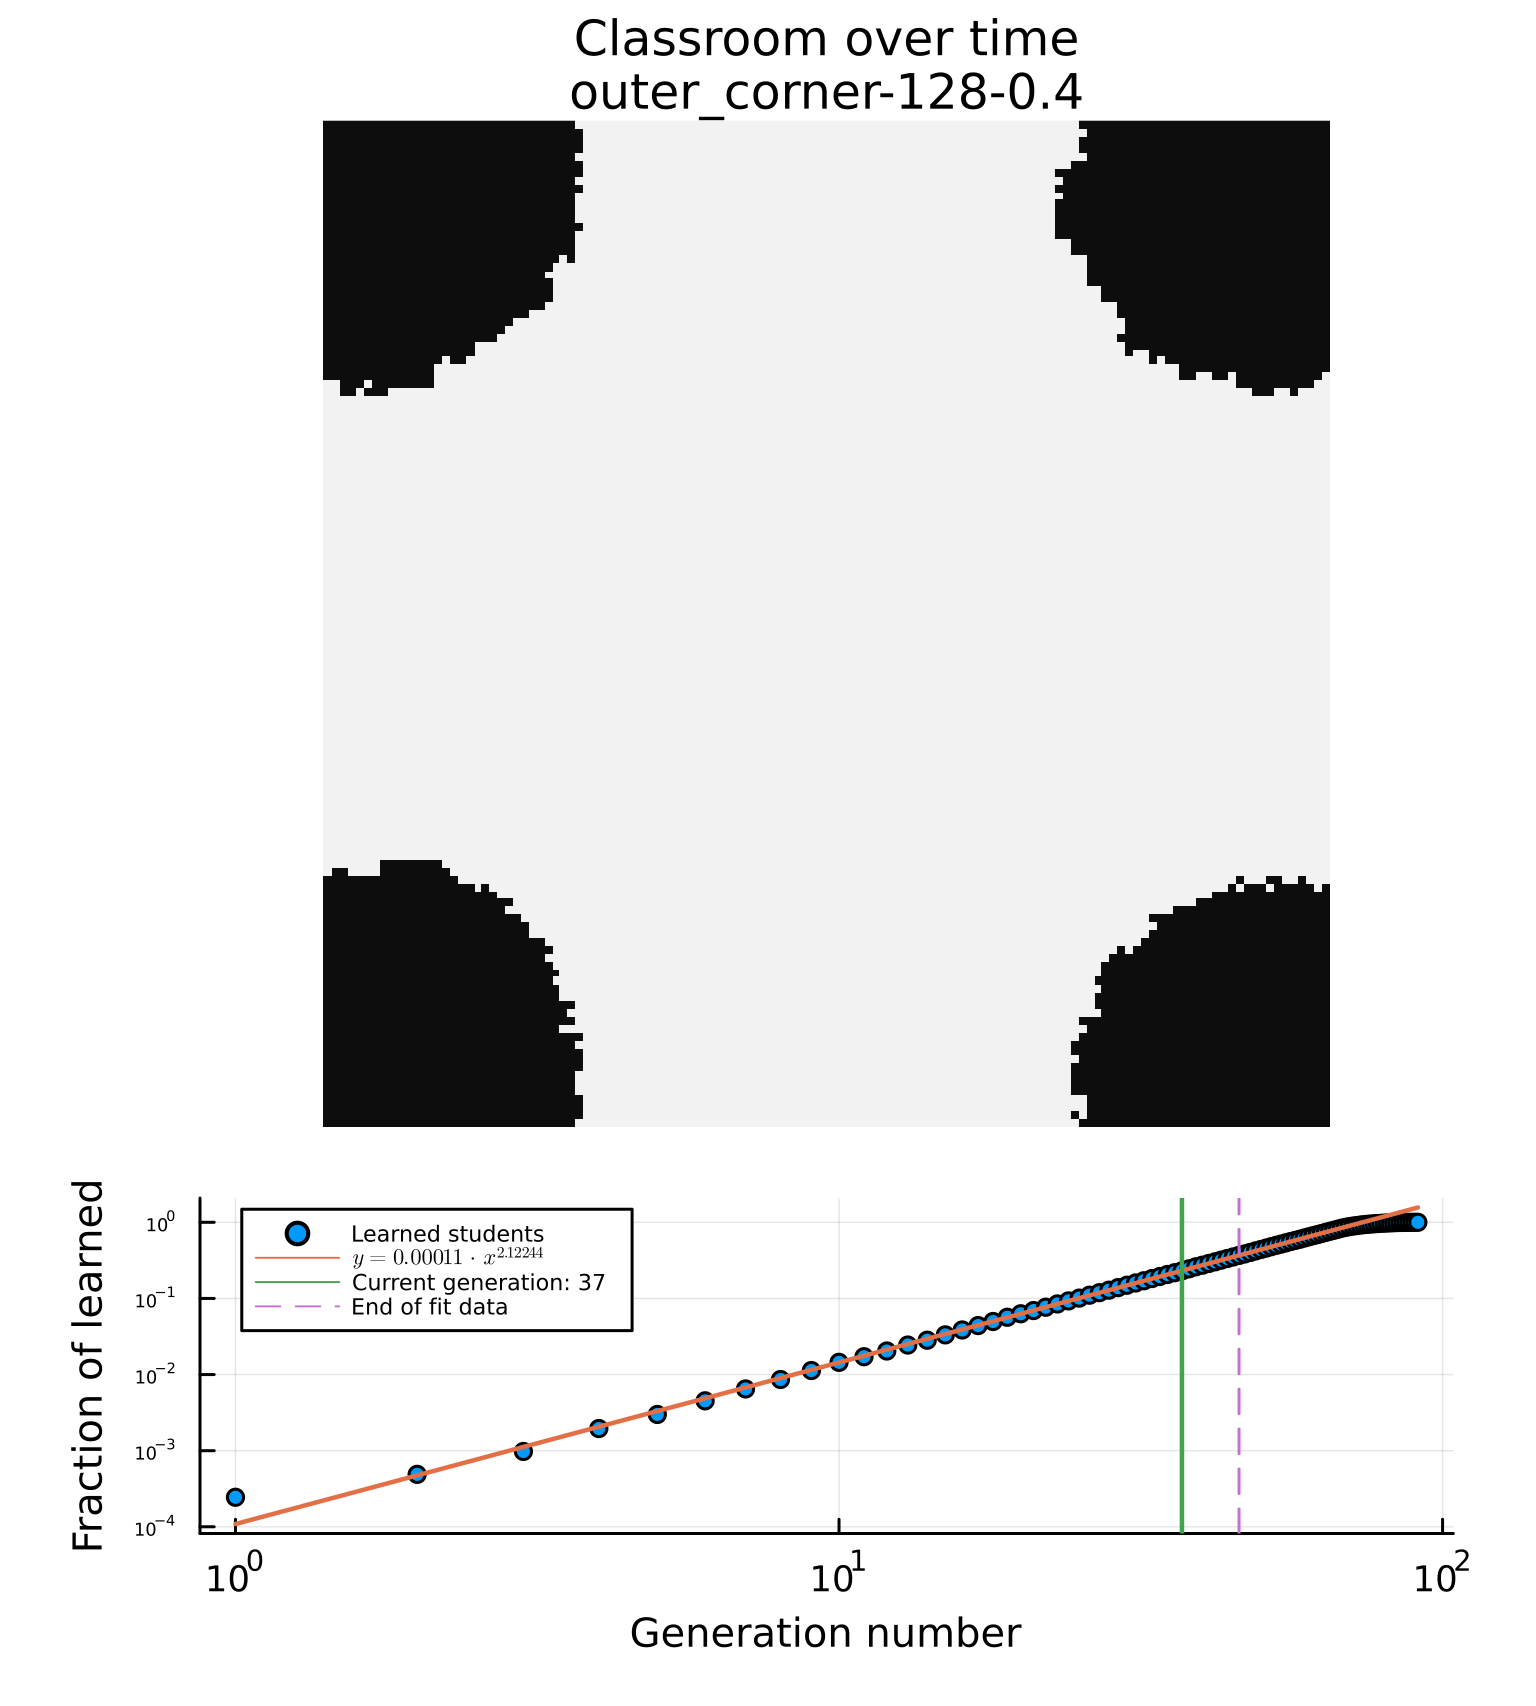 Classroom over time
outer_corner-128-0.4
Fraction of learned
10^0
10^-1
10^-2
10^-3
10^-4
Learned students
y = 0.00011 · x^2.12244
Current generation: 37
End of fit data
10^0 10^1 10^2
Generation number